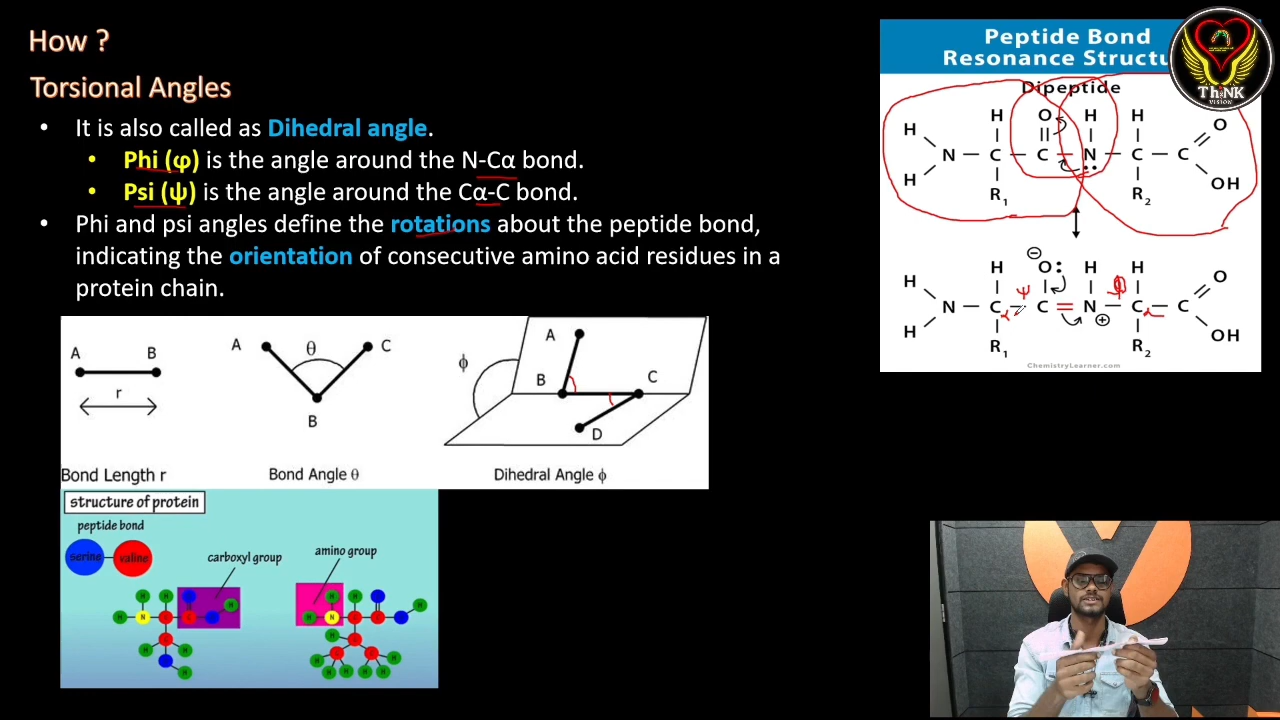 How ?
Torsional Angles
• It is also called as Dihedral angle.
• Phi (φ) is the angle around the N-Cα bond.
• Psi (ψ) is the angle around the Cα-C bond.
• Phi and psi angles define the rotations about the peptide bond,
indicating the orientation of consecutive amino acid residues in a
protein chain.
A B
r
Bond Length r
A θ C
B
Bond Angle θ
ϕ A B C D
Dihedral Angle ϕ
structure of protein
peptide bond
serine valine
carboxyl group
amino group
Peptide Bond
Resonance Structu
ThiNK
VISION
Dipeptide
H O H H O
H
N — C — C — N — C — C
H
R₁ R₂ OH
⊖
H O: H H O
H ψ φ
N — C — C = N — C — C
α α
H ⊕
R₁ R₂ OH
ChemistryLearner.com